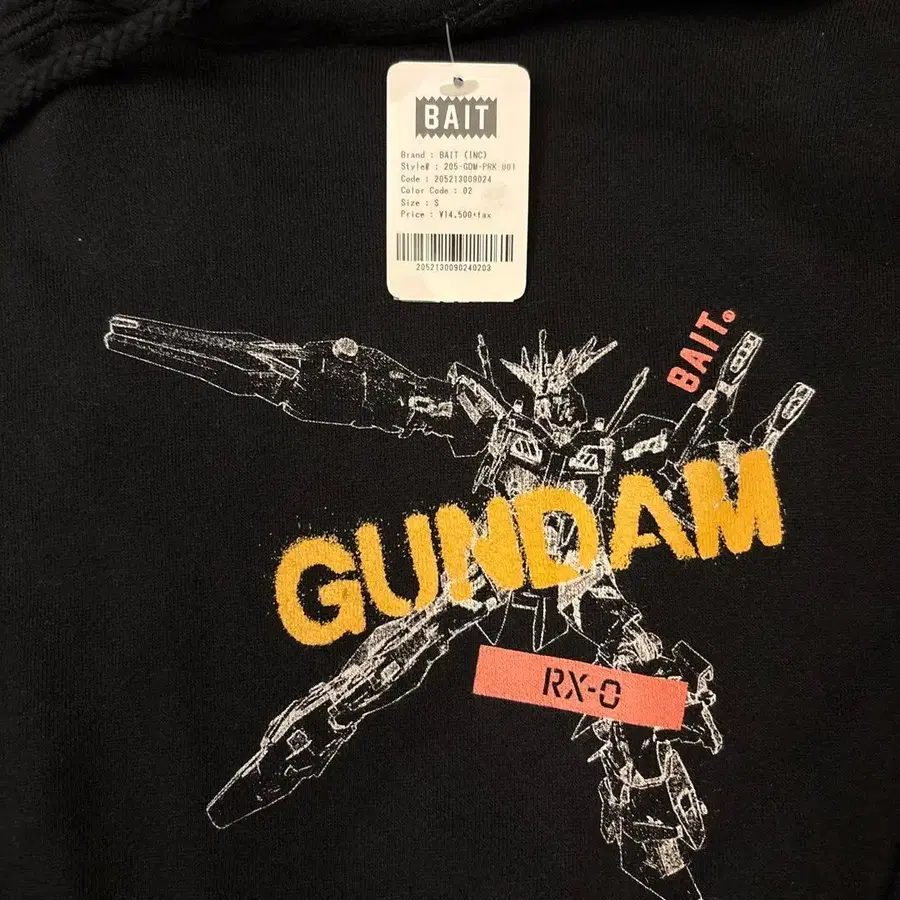 BAIT
Brand : BAIT (INC)
Style# : 205-GDM-PRK-001
Code : 205213009024
Color Code : 02
Size : S
Price : ¥14,500+tax
2052130090240203
BAIT®
GUNDAM
RX-0